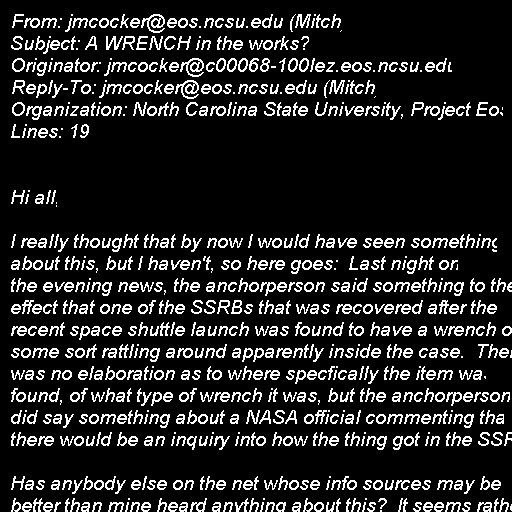 From: jmcocker@eos.ncsu.edu (Mitch
Subject: A WRENCH in the works?
Originator: jmcocker@c00068-100lez.eos.ncsu.edu
Reply-To: jmcocker@eos.ncsu.edu (Mitch
Organization: North Carolina State University, Project Eos
Lines: 19

Hi all,

I really thought that by now I would have seen something
about this, but I haven't, so here goes:  Last night on
the evening news, the anchorperson said something to the
effect that one of the SSRBs that was recovered after the
recent space shuttle launch was found to have a wrench o
some sort rattling around apparently inside the case.  Ther
was no elaboration as to where specfically the item was
found, of what type of wrench it was, but the anchorperson
did say something about a NASA official commenting tha
there would be an inquiry into how the thing got in the SSR

Has anybody else on the net whose info sources may be
better than mine heard anything about this?  It seems rathe